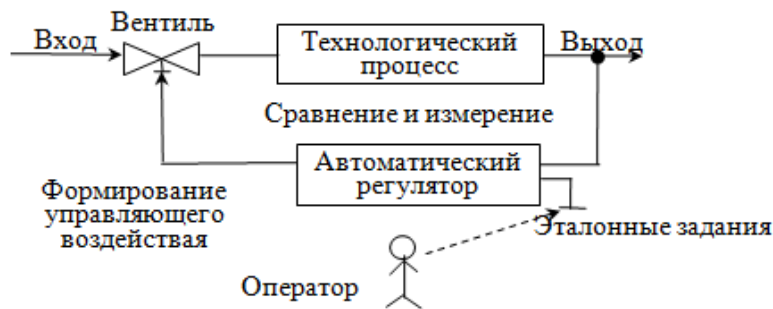 Вентиль
Вход
Технологический
процесс
Выход
Сравнение и измерение
Автоматический
регулятор
Формирование
управляющего
воздействая
Эталонные задания
Оператор